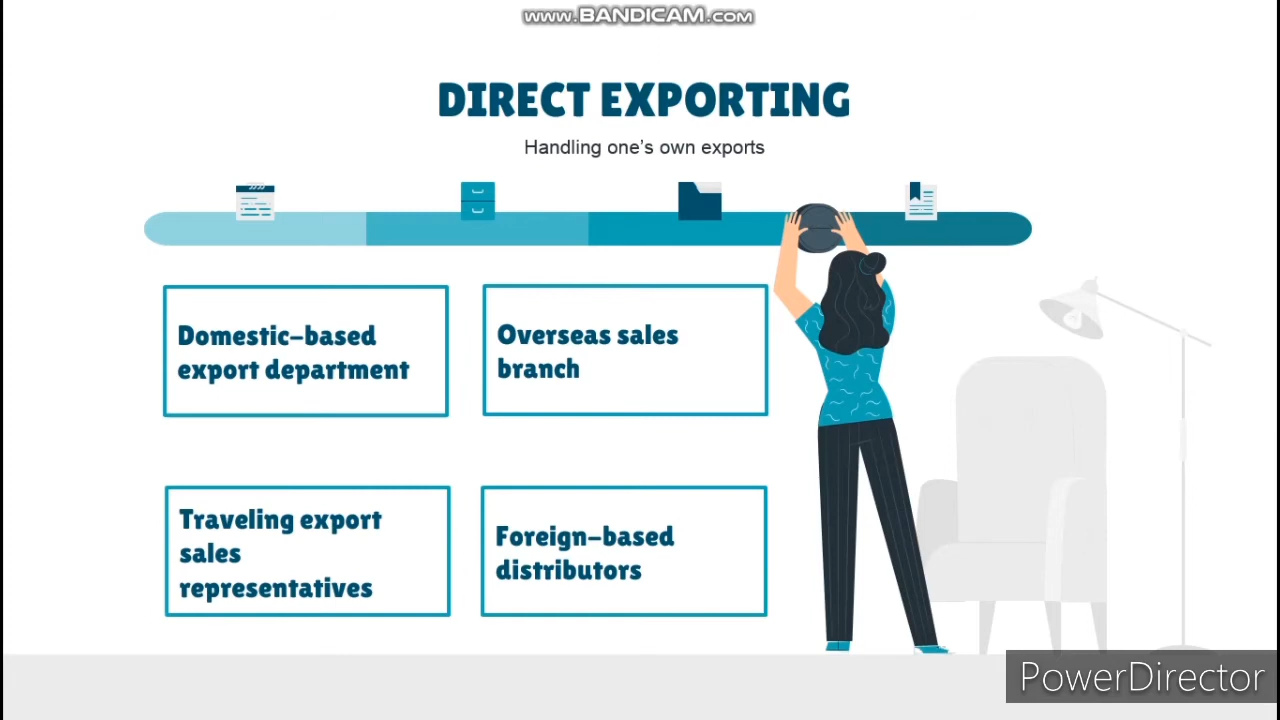 www.BANDICAM.com
DIRECT EXPORTING
Handling one's own exports
Domestic-based
export department
Overseas sales
branch
Traveling export
sales
representatives
Foreign-based
distributors
PowerDirector